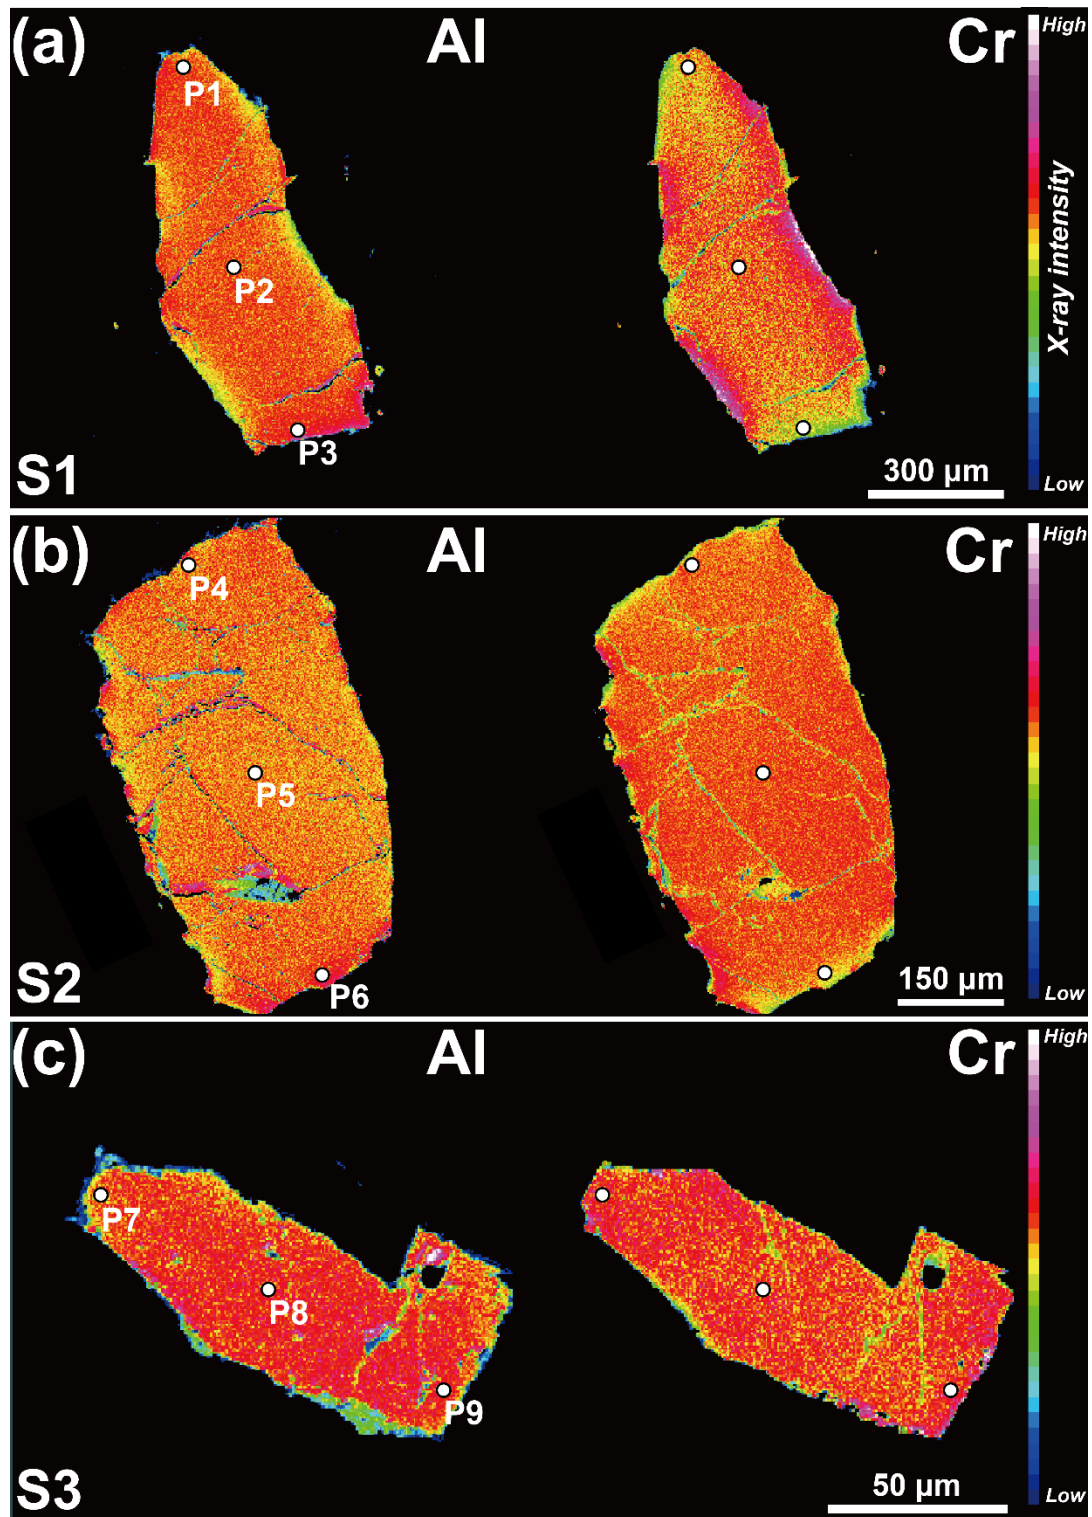 (a) Al Cr
High
P1
P2
X-ray intensity
P3
S1
300 µm
Low
(b) Al Cr
High
P4
P5
P6
S2
150 µm
Low
(c) Al Cr
High
P7
P8
P9
S3
50 µm
Low